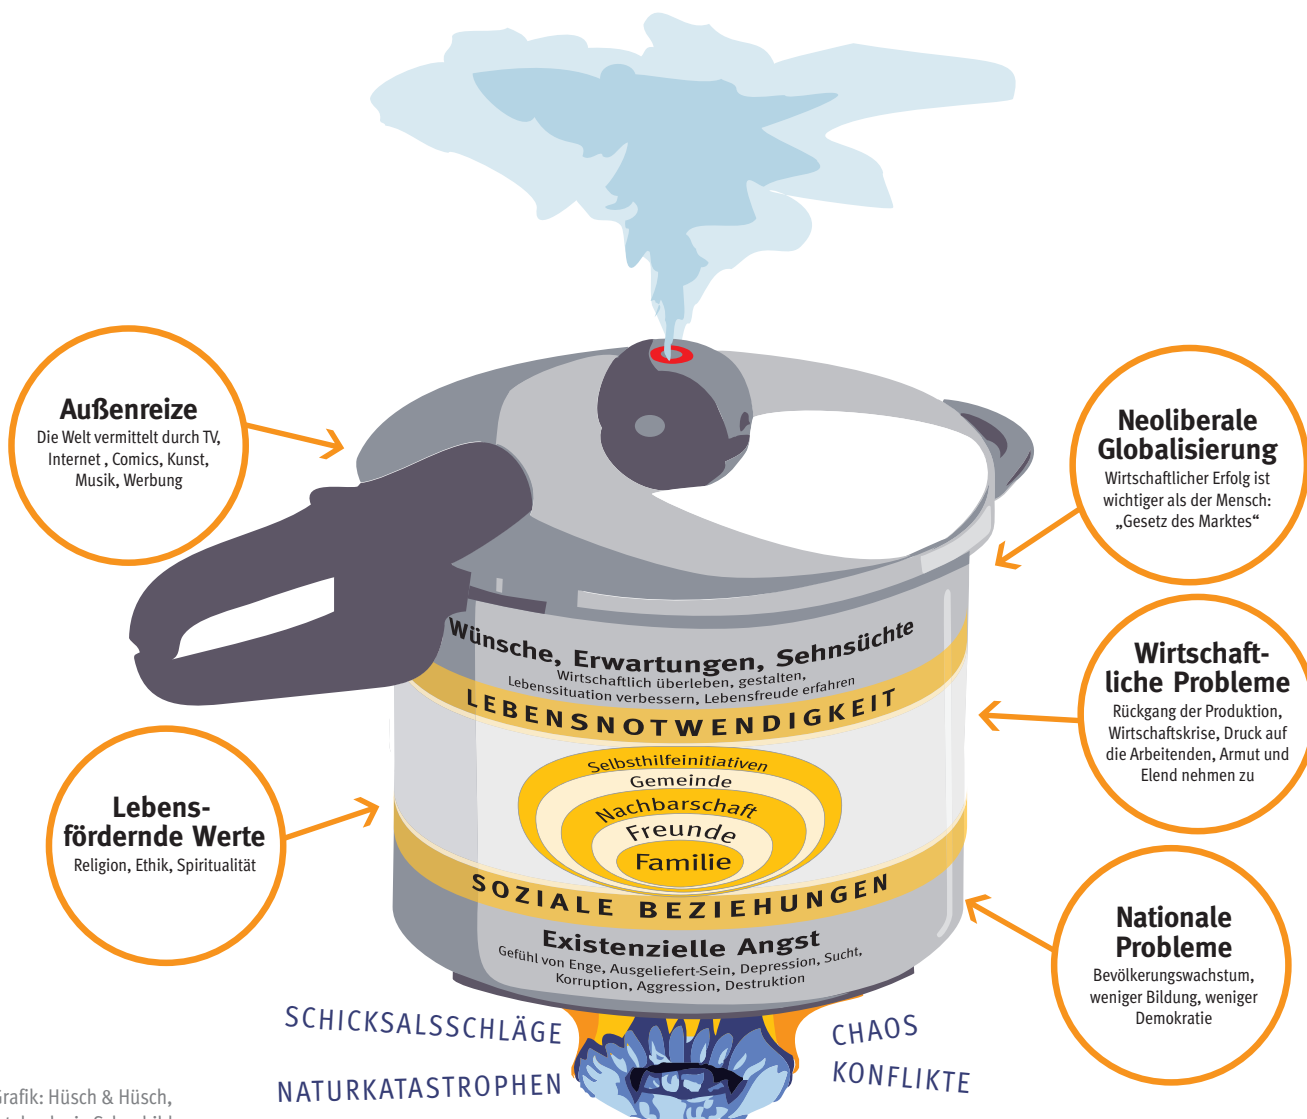 Außenreize
Die Welt vermittelt durch TV,
Internet , Comics, Kunst,
Musik, Werbung
Neoliberale
Globalisierung
Wirtschaftlicher Erfolg ist
wichtiger als der Mensch:
„Gesetz des Marktes“
Wünsche, Erwartungen, Sehnsüchte
Wirtschaftlich überleben, gestalten,
Lebenssituation verbessern, Lebensfreude erfahren
LEBENSNOTWENDIGKEIT
Wirtschaft-
liche Probleme
Rückgang der Produktion,
Wirtschaftskrise, Druck auf
die Arbeitenden, Armut und
Elend nehmen zu
Selbsthilfeinitiativen
Gemeinde
Nachbarschaft
Freunde
Familie
Lebens-
fördernde Werte
Religion, Ethik, Spiritualität
SOZIALE BEZIEHUNGEN
Existenzielle Angst
Gefühl von Enge, Ausgeliefert-Sein, Depression, Sucht,
Korruption, Aggression, Destruktion
Nationale
Probleme
Bevölkerungswachstum,
weniger Bildung, weniger
Demokratie
SCHICKSALSSCHLÄGE
NATURKATASTROPHEN
CHAOS
KONFLIKTE
Grafik: Hüsch & Hüsch,